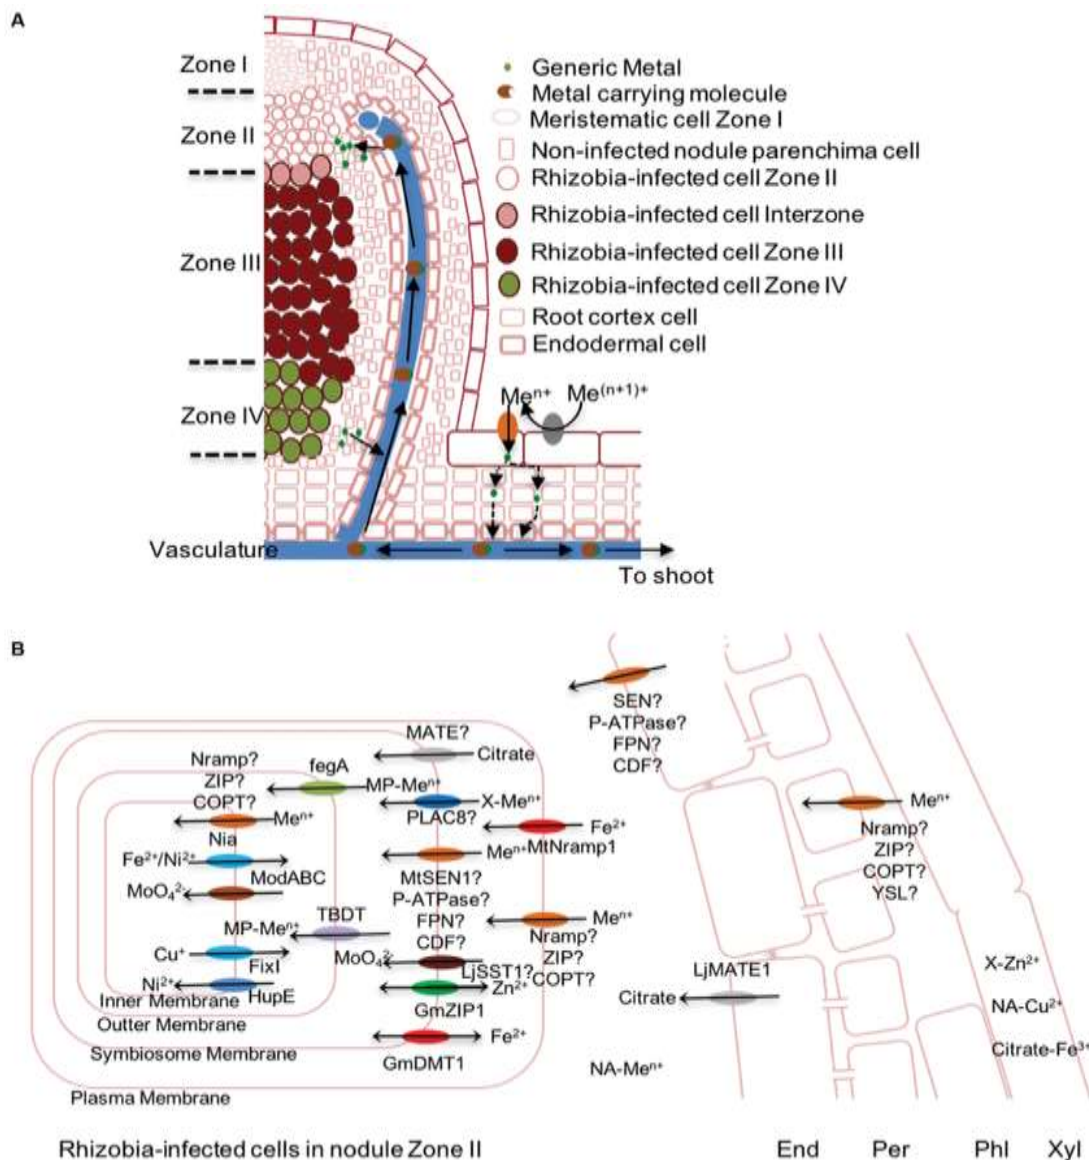 A
Zone I
Zone II
Zone III
Zone IV
Vasculature
Generic Metal
Metal carrying molecule
Meristematic cell Zone I
Non-infected nodule parenchima cell
Rhizobia-infected cell Zone II
Rhizobia-infected cell Interzone
Rhizobia-infected cell Zone III
Rhizobia-infected cell Zone IV
Root cortex cell
Endodermal cell
Meⁿ⁺ Me⁽ⁿ⁺¹⁾⁺
To shoot
B
Nramp?
ZIP?
COPT?
Meⁿ⁺
Nia
Fe²⁺/Ni²⁺
ModABC
MoO₄²⁻
MP-Meⁿ⁺
Cu⁺
FixI
Ni²⁺
HupE
Inner Membrane
Outter Membrane
Symbiosome Membrane
Plasma Membrane
fegA
TBDT
MATE?
Citrate
MP-Meⁿ⁺
X-Meⁿ⁺
PLAC8?
Fe²⁺
MtNramp1
Meⁿ⁺
MtSEN1?
P-ATPase?
FPN?
CDF?
Meⁿ⁺
Nramp?
ZIP?
COPT?
MoO₄²⁻
LjSST1?
Zn²⁺
GmZIP1
Fe²⁺
GmDMT1
SEN?
P-ATPase?
FPN?
CDF?
Meⁿ⁺
Nramp?
ZIP?
COPT?
YSL?
LjMATE1
Citrate
NA-Meⁿ⁺
X-Zn²⁺
NA-Cu²⁺
Citrate-Fe³⁺
Rhizobia-infected cells in nodule Zone II
End Per Phl Xyl